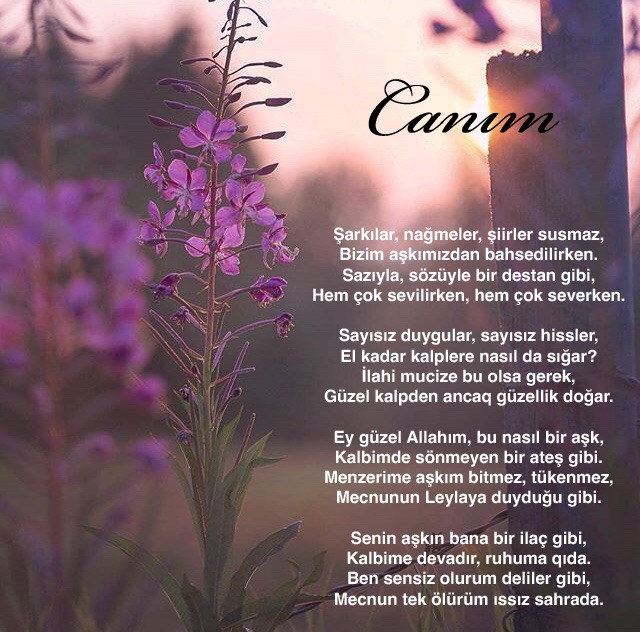 Canım
Şarkılar, nağmeler, şiirler susmaz,
Bizim aşkımızdan bahsedilirken.
Sazıyla, sözüyle bir destan gibi,
Hem çok sevilirken, hem çok severken.
Sayısız duygular, sayısız hissler,
El kadar kalplere nasıl da sığar?
İlahi mucize bu olsa gerek,
Güzel kalpden ancaq güzellik doğar.
Ey güzel Allahım, bu nasıl bir aşk,
Kalbimde sönmeyen bir ateş gibi.
Menzerime aşkım bitmez, tükenmez,
Mecnunun Leylaya duyduğu gibi.
Senin aşkın bana bir ilaç gibi,
Kalbime devadır, ruhuma qıda.
Ben sensiz olurum deliler gibi,
Mecnun tek ölürüm ıssız sahrada.